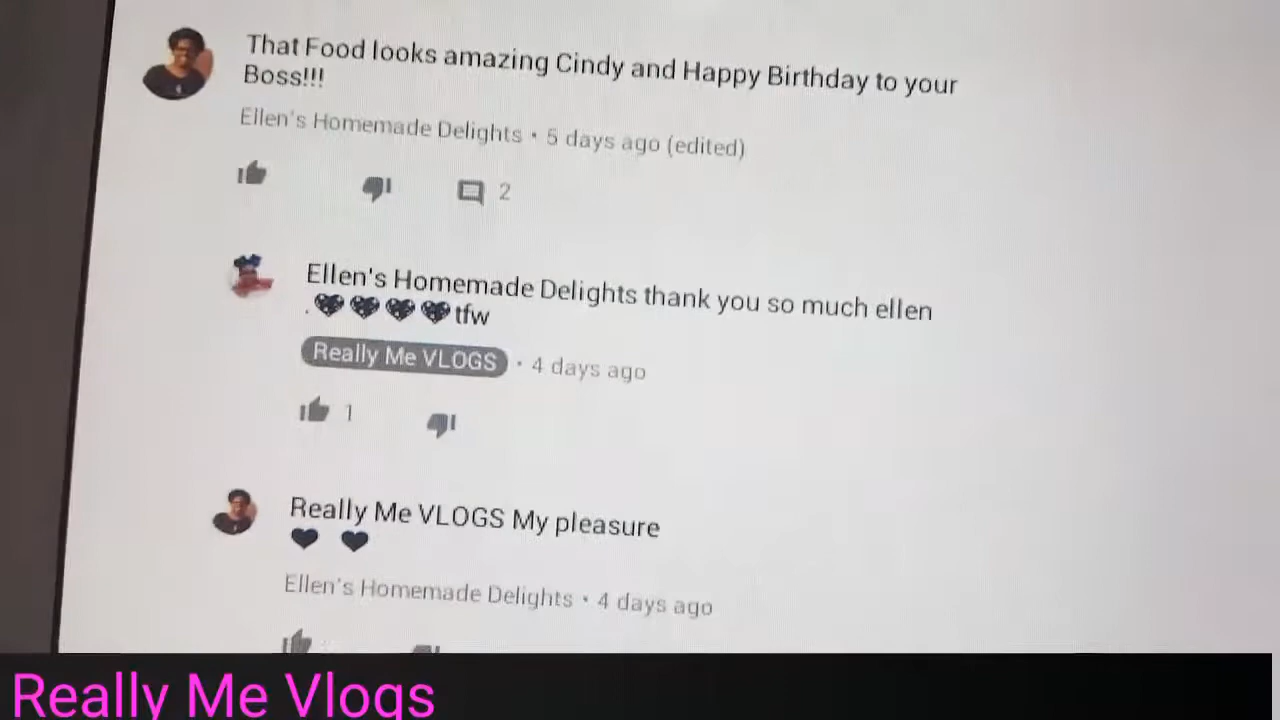 That Food looks amazing Cindy and Happy Birthday to your
Boss!!!
Ellen's Homemade Delights • 5 days ago (edited)
2
Ellen's Homemade Delights thank you so much ellen
. 🖤🖤🖤🖤 tfw
Really Me VLOGS • 4 days ago
1
Really Me VLOGS My pleasure
🖤 🖤
Ellen's Homemade Delights • 4 days ago
Really Me Vlogs